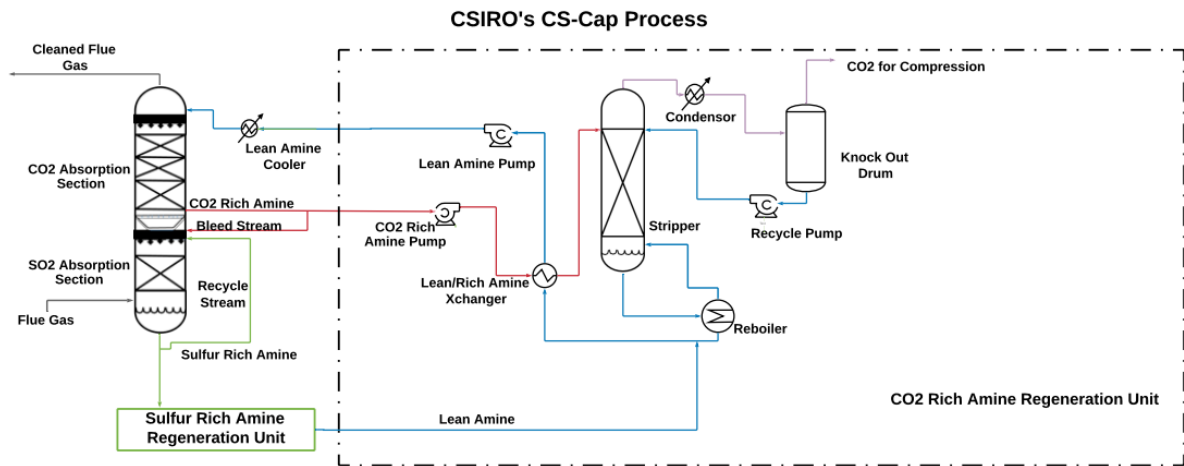 CSIRO's CS-Cap Process
Cleaned Flue
Gas
CO2 for Compression
Condensor
Lean Amine
Cooler
Lean Amine Pump
Knock Out
Drum
CO2 Absorption
Section
CO2 Rich Amine
Bleed Stream
CO2 Rich
Amine Pump
Stripper
Recycle Pump
SO2 Absorption
Section
Recycle
Stream
Lean/Rich Amine
Xchanger
Flue Gas
Reboiler
Sulfur Rich Amine
CO2 Rich Amine Regeneration Unit
Sulfur Rich Amine
Regeneration Unit
Lean Amine